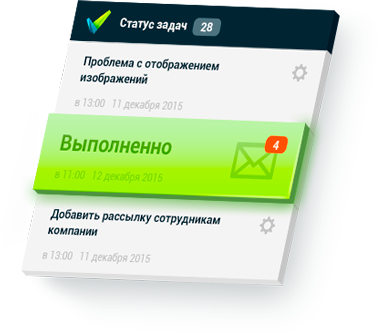 Статус задач 28
Проблема с отображением
изображений
в 13:00 11 декабря 2015
Выполненно
4
в 11:00 12 декабря 2015
Добавить рассылку сотрудникам
компании
в 13:00 11 декабря 2015